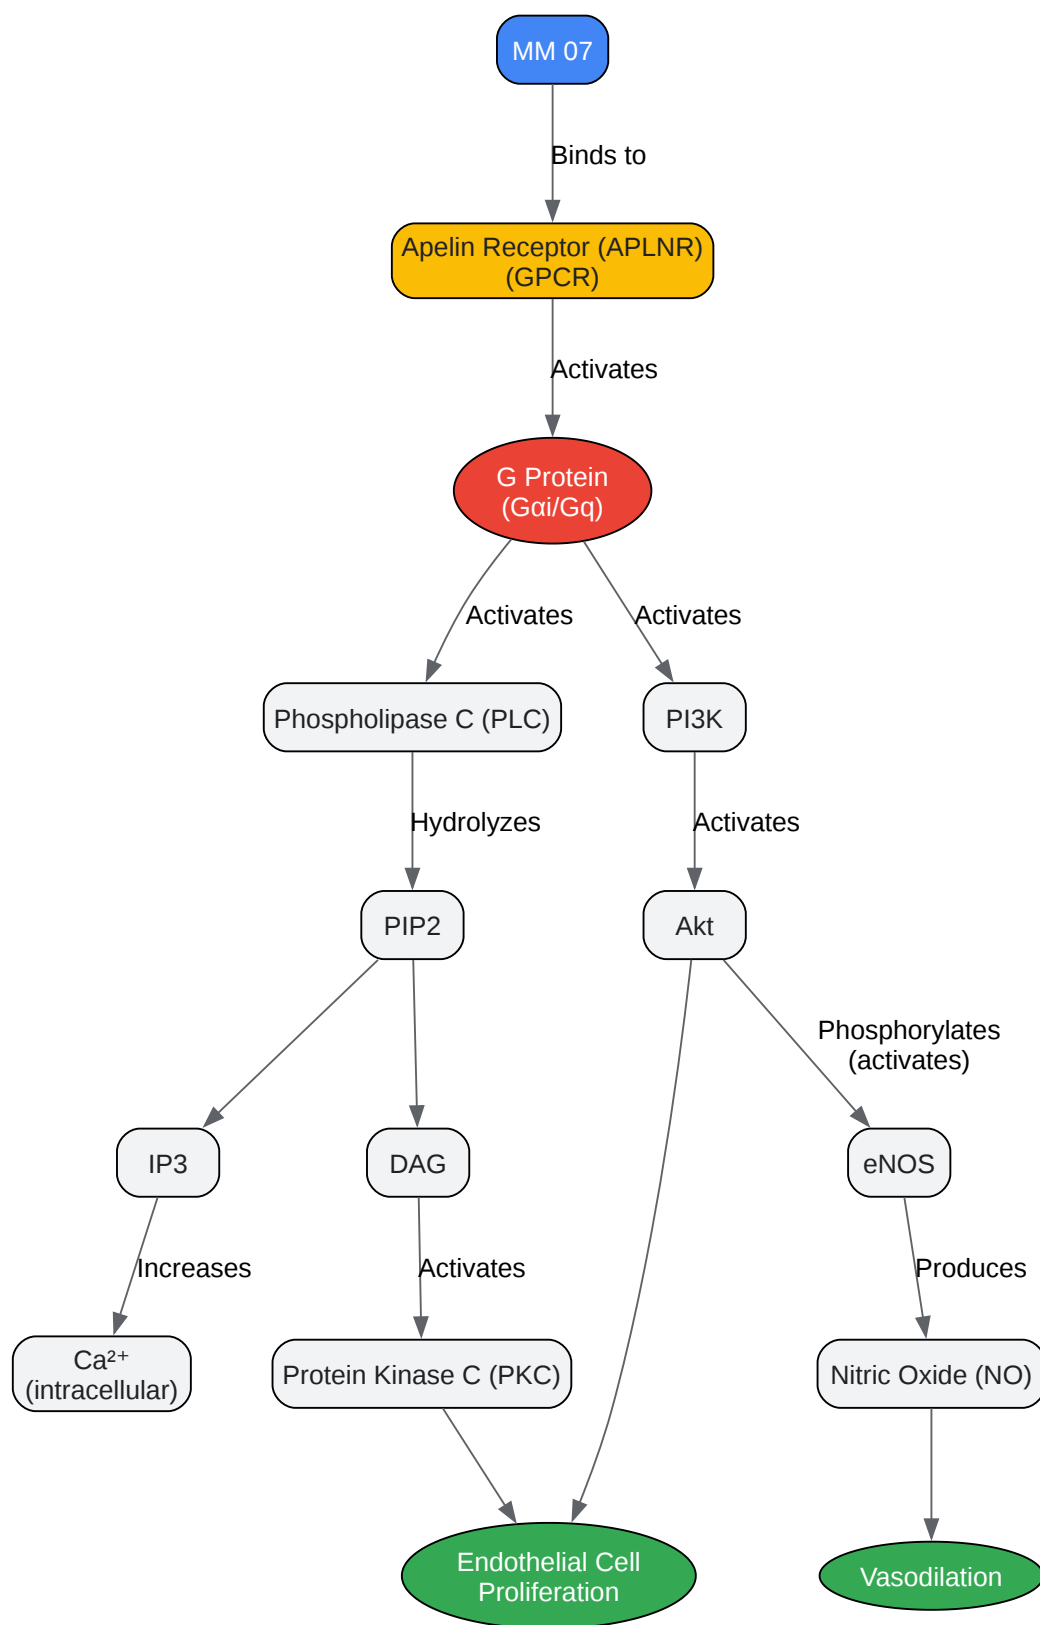 MM 07
Binds to
Apelin Receptor (APLNR)
(GPCR)
Activates
G Protein
(Gαi/Gq)
Activates
Activates
Phospholipase C (PLC)
PI3K
Hydrolyzes
Activates
PIP2
Akt
Phosphorylates
(activates)
IP3
DAG
eNOS
Increases
Activates
Produces
Ca²⁺
(intracellular)
Protein Kinase C (PKC)
Nitric Oxide (NO)
Endothelial Cell
Proliferation
Vasodilation